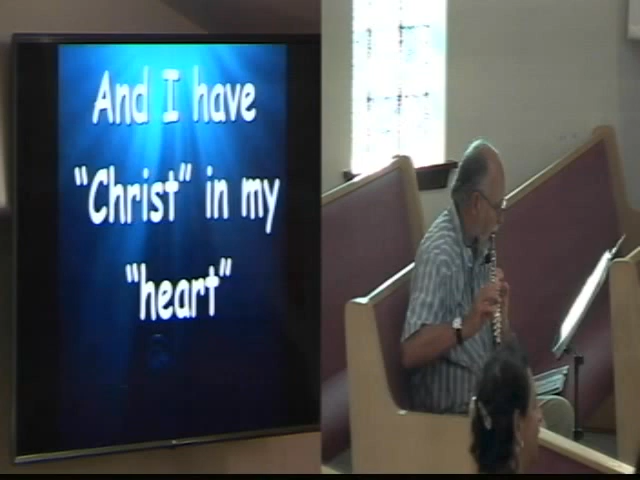 And I have
“Christ” in my
“heart”